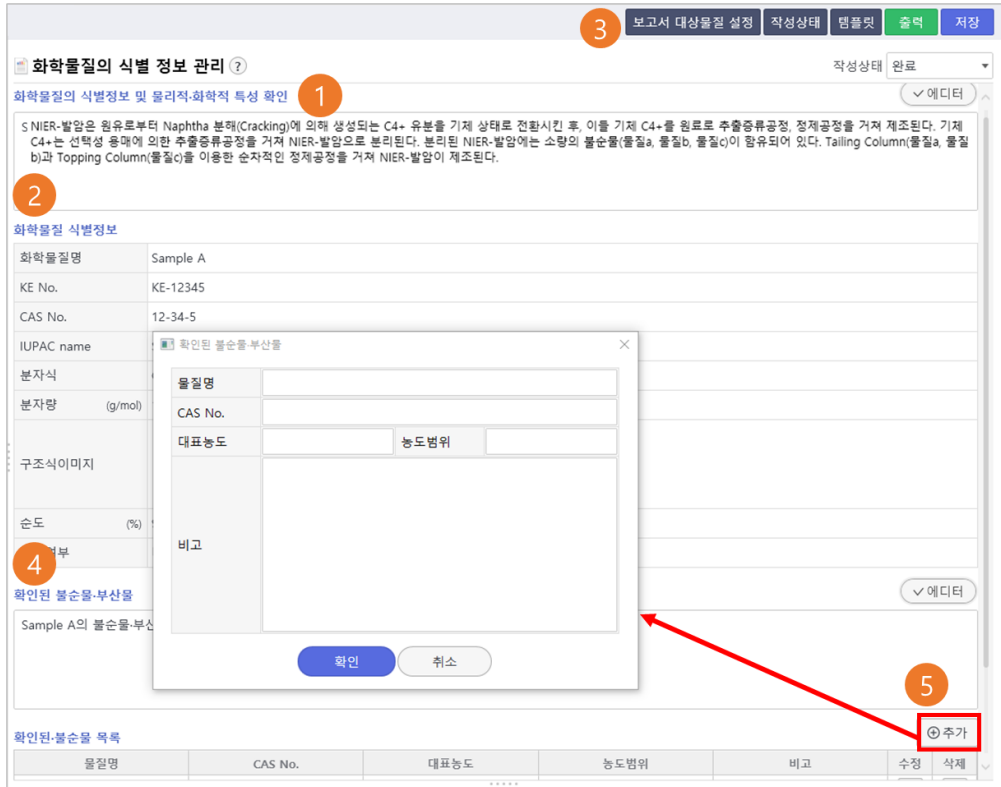 3
보고서 대상물질 설정 작성상태 템플릿 출력 저장
화학물질의 식별 정보 관리 ?
작성상태 완료
1
화학물질의 식별정보 및 물리적·화학적 특성 확인
에디터
S NIER-발암은 원유로부터 Naphtha 분해(Cracking)에 의해 생성되는 C4+ 유분을 기체 상태로 전환시킨 후, 이들 기체 C4+를 원료로 추출증류공정, 정제공정을 거쳐 제조된다. 기체
C4+는 선택성 용매에 의한 추출증류공정을 거쳐 NIER-발암으로 분리된다. 분리된 NIER-발암에는 소량의 불순물(물질a, 물질b, 물질c)이 함유되어 있다. Tailing Column(물질a, 물질
b)과 Topping Column(물질c)을 이용한 순차적인 정제공정을 거쳐 NIER-발암이 제조된다.
2
화학물질 식별정보
화학물질명 Sample A
KE No. KE-12345
CAS No. 12-34-5
IUPAC name
분자식
분자량 (g/mol)
구조식이미지
순도 (%)
여부
확인된 불순물·부산물
물질명
CAS No.
대표농도 농도범위
비고
확인 취소
4
확인된 불순물·부산물
에디터
Sample A의 불순물·부산
5
추가
확인된·불순물 목록
물질명 CAS No. 대표농도 농도범위 비고 수정 삭제